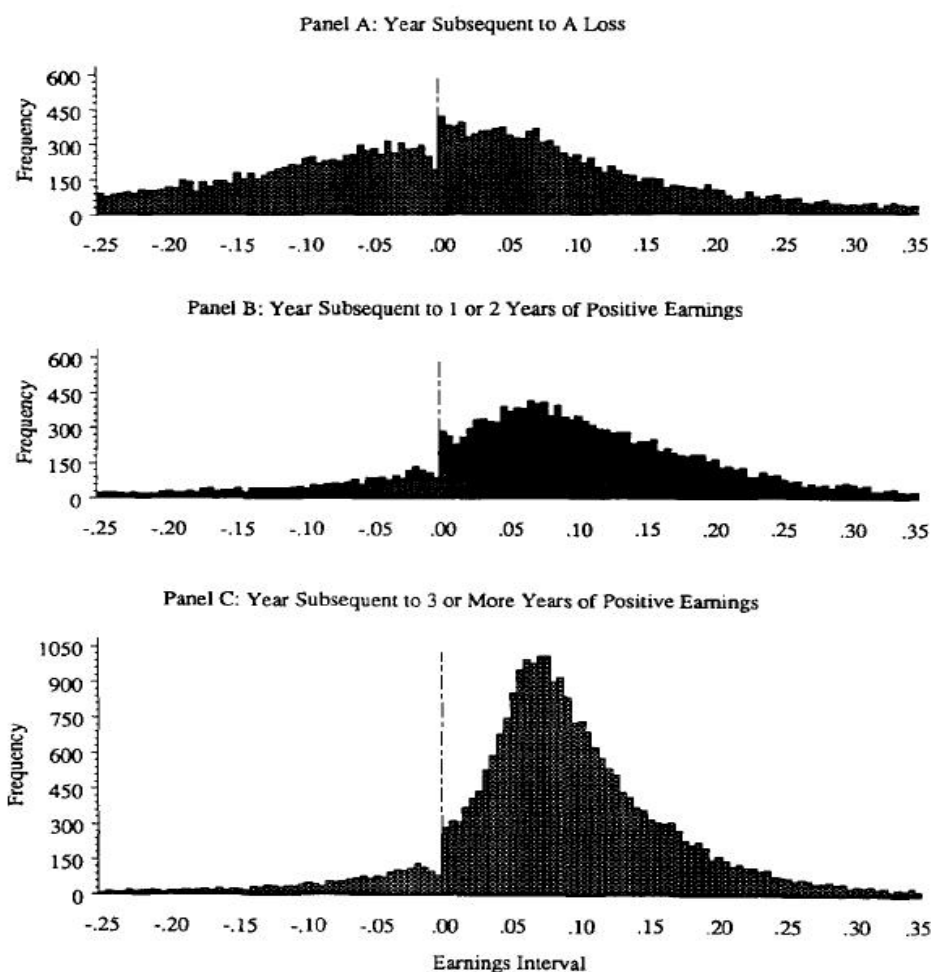 Panel A: Year Subsequent to A Loss
600
450
300
150
0
Frequency
-.25 -.20 -.15 -.10 -.05 .00 .05 .10 .15 .20 .25 .30 .35
Panel B: Year Subsequent to 1 or 2 Years of Positive Earnings
600
450
300
150
0
Frequency
-.25 -.20 -.15 -.10 -.05 .00 .05 .10 .15 .20 .25 .30 .35
Panel C: Year Subsequent to 3 or More Years of Positive Earnings
1050
900
750
600
450
300
150
0
Frequency
-.25 -.20 -.15 -.10 -.05 .00 .05 .10 .15 .20 .25 .30 .35
Earnings Interval